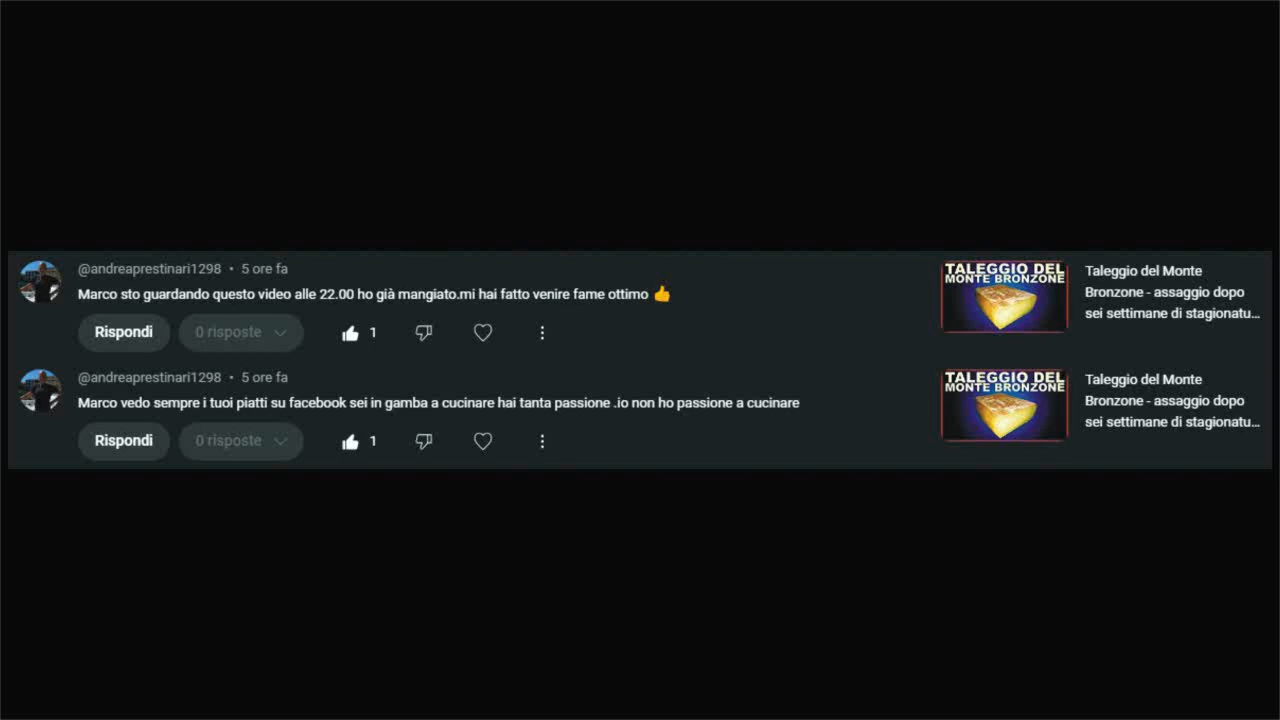 @andreaprestinari1298 • 5 ore fa
Marco sto guardando questo video alle 22.00 ho già mangiato.mi hai fatto venire fame ottimo 👍
Rispondi
0 risposte
1
TALEGGIO DEL
MONTE BRONZONE
Taleggio del Monte
Bronzone - assaggio dopo
sei settimane di stagionatu...
@andreaprestinari1298 • 5 ore fa
Marco vedo sempre i tuoi piatti su facebook sei in gamba a cucinare hai tanta passione .io non ho passione a cucinare
Rispondi
0 risposte
1
TALEGGIO DEL
MONTE BRONZONE
Taleggio del Monte
Bronzone - assaggio dopo
sei settimane di stagionatu...